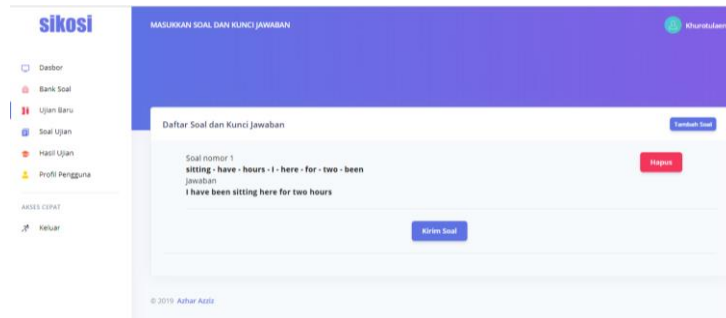 sikosi
MASUKKAN SOAL DAN KUNCI JAWABAN
Khurotulaen
Dasbor
Bank Soal
Ujian Baru
Soal Ujian
Hasil Ujian
Profil Pengguna
AKSES CEPAT
Keluar
Daftar Soal dan Kunci Jawaban
Tambah Soal
Soal nomor 1
sitting - have - hours - I - here - for - two - been
Jawaban
I have been sitting here for two hours
Hapus
Kirim Soal
© 2019 Azhar Azziz